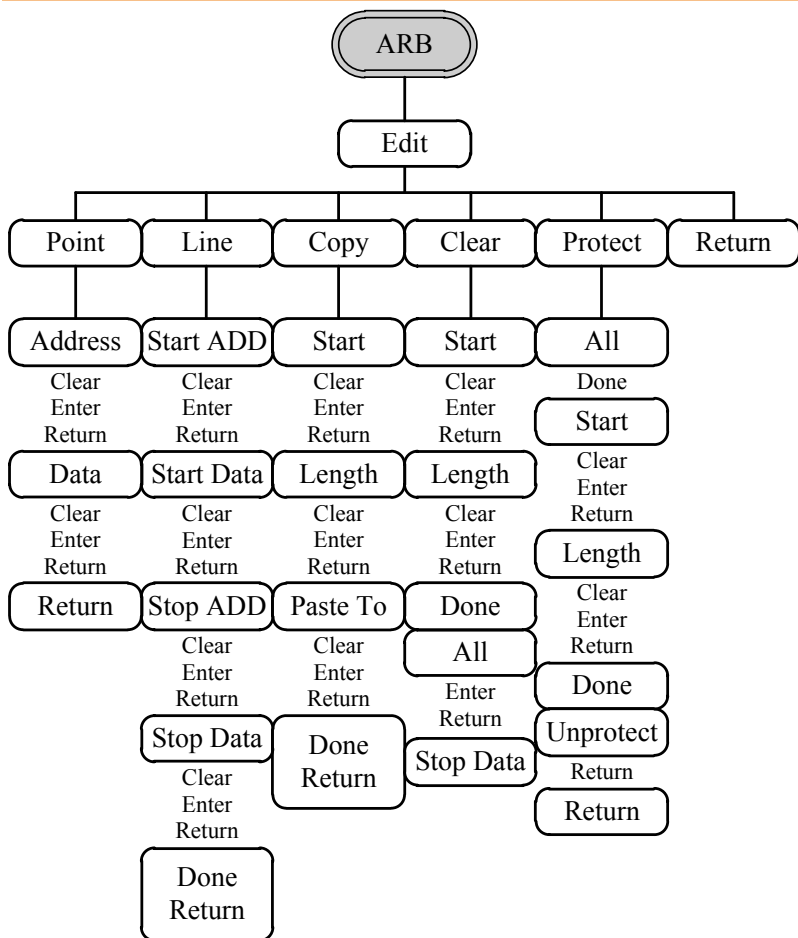 ARB
Edit
Point
Line
Copy
Clear
Protect
Return
Address
Clear
Enter
Return
Data
Clear
Enter
Return
Return
Start ADD
Clear
Enter
Return
Start Data
Clear
Enter
Return
Stop ADD
Clear
Enter
Return
Stop Data
Clear
Enter
Return
Done
Return
Start
Clear
Enter
Return
Length
Clear
Enter
Return
Paste To
Clear
Enter
Return
Done
Return
Start
Clear
Enter
Return
Length
Clear
Enter
Return
Done
All
Enter
Return
Stop Data
All
Done
Start
Clear
Enter
Return
Length
Clear
Enter
Return
Done
Unprotect
Return
Return